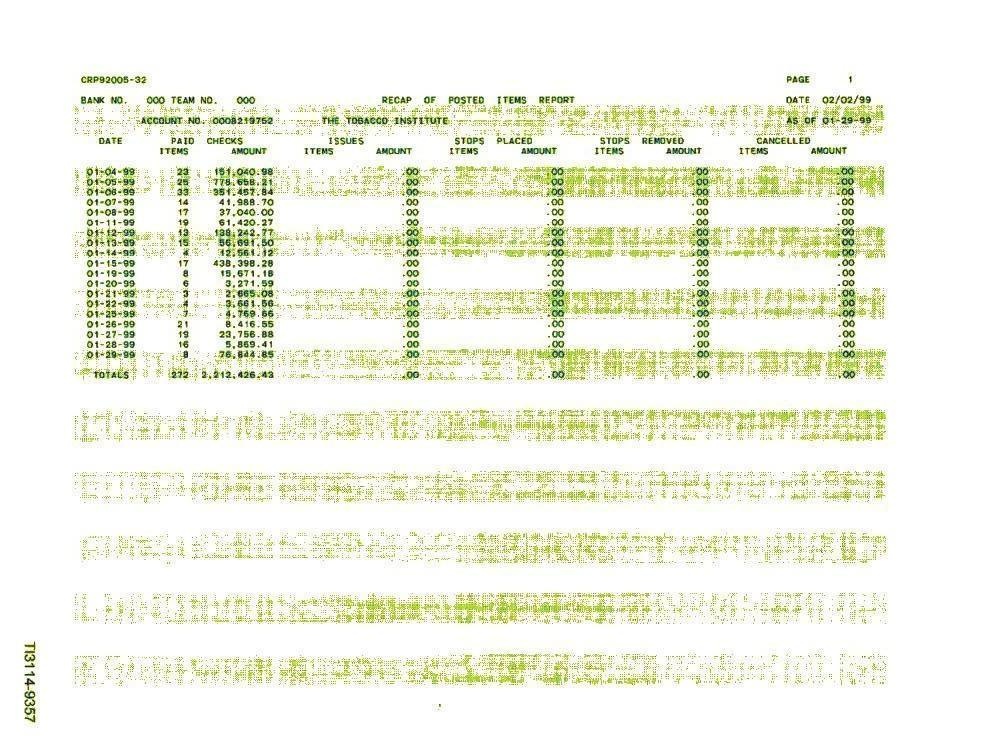 CRP92005-32 PAGE 1
BANK NO. 000 TEAM NO. 000 RECAP OF POSTED ITEMS REPORT DATE 02/02/99
ACCOUNT NO. 0008219752 THE TOBACCO INSTITUTE AS OF 01-29-99
DATE PAID CHECKS ISSUES STOPS PLACED STOPS REMOVED CANCELLED
ITEMS AMOUNT ITEMS AMOUNT ITEMS AMOUNT ITEMS AMOUNT ITEMS AMOUNT
01-04-99 23 151,040.98 .00 .00 .00 .00
01-05-99 25 778,658.21 .00 .00 .00 .00
01-06-99 33 351,457.84 .00 .00 .00 .00
01-07-99 14 41,988.70 .00 .00 .00 .00
01-08-99 17 37,040.00 .00 .00 .00 .00
01-11-99 19 61,420.27 .00 .00 .00 .00
01-12-99 13 138,242.77 .00 .00 .00 .00
01-13-99 15 56,691.50 .00 .00 .00 .00
01-14-99 4 12,561.12 .00 .00 .00 .00
01-15-99 17 438,398.28 .00 .00 .00 .00
01-19-99 8 15,671.18 .00 .00 .00 .00
01-20-99 6 3,271.59 .00 .00 .00 .00
01-21-99 3 2,665.08 .00 .00 .00 .00
01-22-99 4 3,661.56 .00 .00 .00 .00
01-25-99 7 4,769.66 .00 .00 .00 .00
01-26-99 21 8,416.55 .00 .00 .00 .00
01-27-99 19 23,756.88 .00 .00 .00 .00
01-28-99 16 5,869.41 .00 .00 .00 .00
01-29-99 8 76,844.85 .00 .00 .00 .00
TOTALS 272 2,212,426.43 .00 .00 .00 .00
TI3114-9357